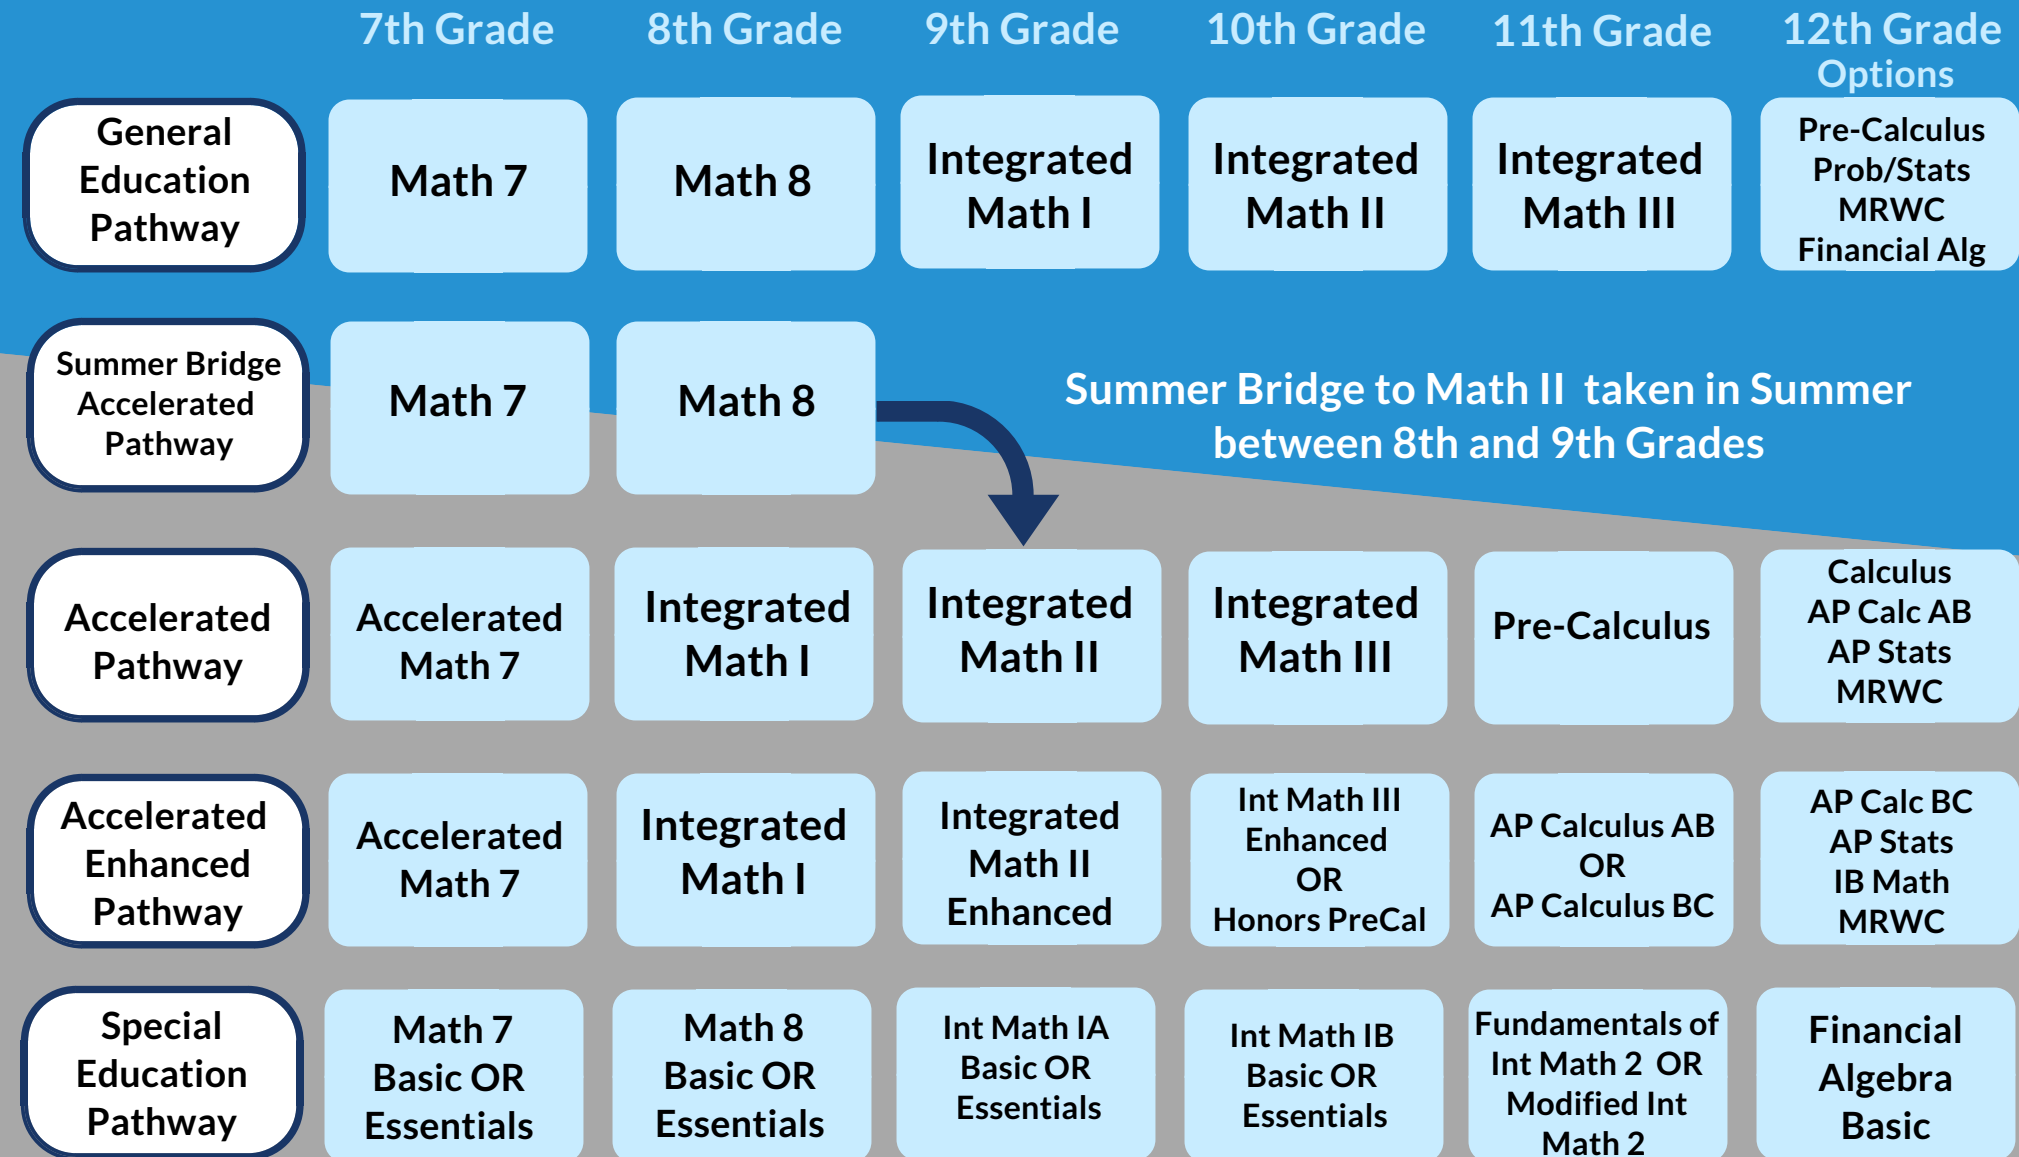 7th Grade
8th Grade
9th Grade
10th Grade
11th Grade
12th Grade
Options
General
Education
Pathway
Math 7
Math 8
Integrated
Math I
Integrated
Math II
Integrated
Math III
Pre-Calculus
Prob/Stats
MRWC
Financial Alg
Summer Bridge
Accelerated
Pathway
Math 7
Math 8
Summer Bridge to Math II taken in Summer
between 8th and 9th Grades
Accelerated
Pathway
Accelerated
Math 7
Integrated
Math I
Integrated
Math II
Integrated
Math III
Pre-Calculus
Calculus
AP Calc AB
AP Stats
MRWC
Accelerated
Enhanced
Pathway
Accelerated
Math 7
Integrated
Math I
Integrated
Math II
Enhanced
Int Math III
Enhanced
OR
Honors PreCal
AP Calculus AB
OR
AP Calculus BC
AP Calc BC
AP Stats
IB Math
MRWC
Special
Education
Pathway
Math 7
Basic OR
Essentials
Math 8
Basic OR
Essentials
Int Math IA
Basic OR
Essentials
Int Math IB
Basic OR
Essentials
Fundamentals of
Int Math 2 OR
Modified Int
Math 2
Financial
Algebra
Basic